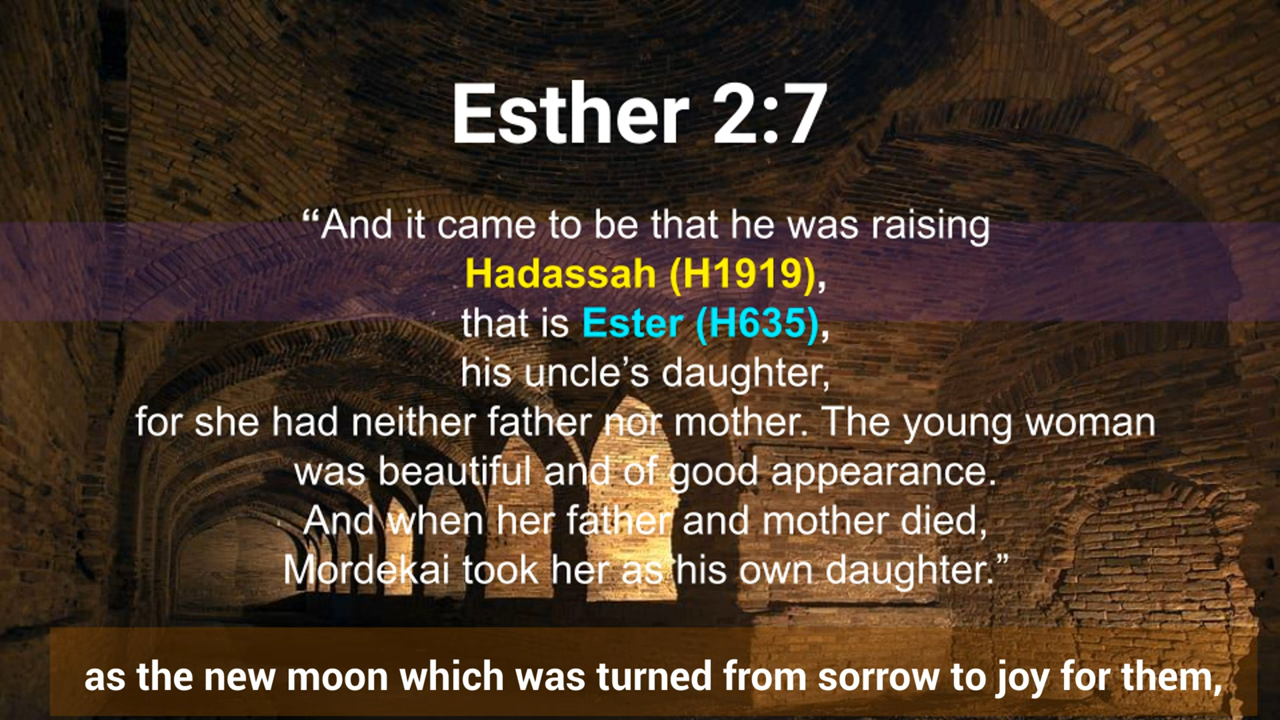 Esther 2:7
“And it came to be that he was raising
Hadassah (H1919),
that is Ester (H635),
his uncle’s daughter,
for she had neither father nor mother. The young woman
was beautiful and of good appearance.
And when her father and mother died,
Mordekai took her as his own daughter.”
as the new moon which was turned from sorrow to joy for them,